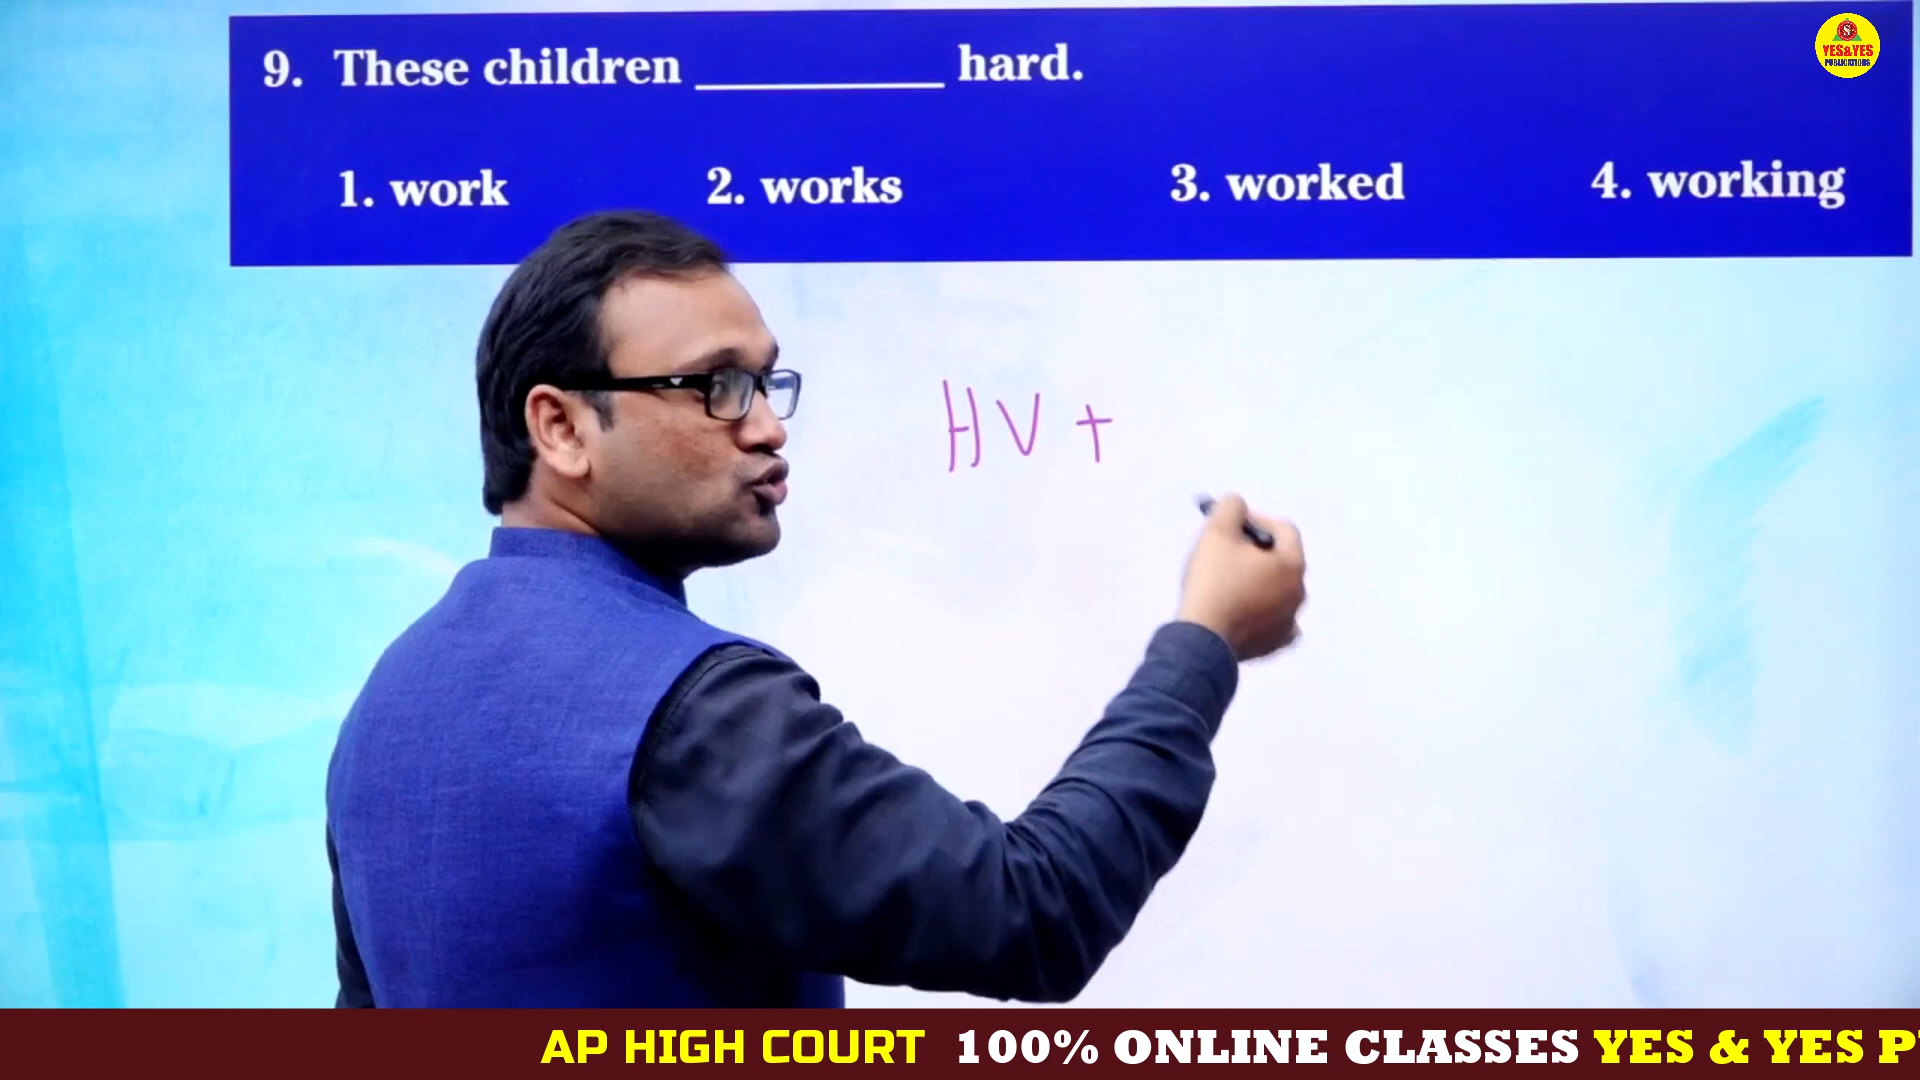 9. These children __________ hard.
1. work 2. works 3. worked 4. working
YES&YES
PUBLICATIONS
HV +
AP HIGH COURT 100% ONLINE CLASSES YES & YES P